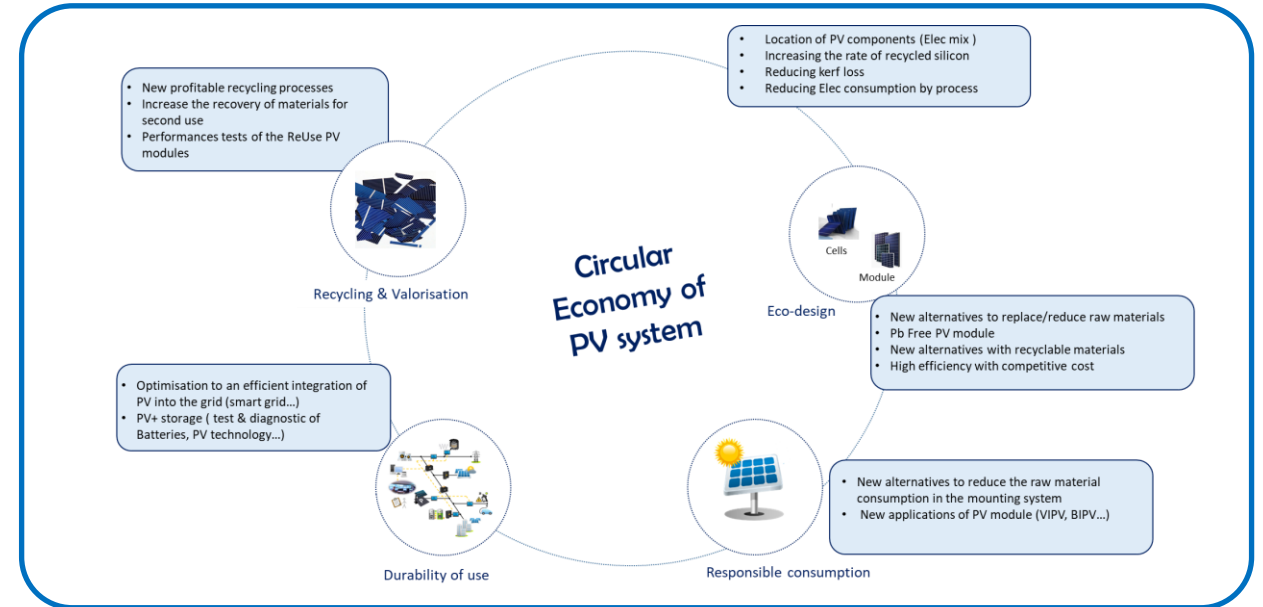 • Location of PV components (Elec mix )
• Increasing the rate of recycled silicon
• Reducing kerf loss
• Reducing Elec consumption by process
• New profitable recycling processes
• Increase the recovery of materials for
second use
• Performances tests of the ReUse PV
modules
Cells
Module
Circular
Economy of
PV system
Recycling & Valorisation
Eco-design
• New alternatives to replace/reduce raw materials
• Pb Free PV module
• New alternatives with recyclable materials
• High efficiency with competitive cost
• Optimisation to an efficient integration of
PV into the grid (smart grid...)
• PV+ storage ( test & diagnostic of
Batteries, PV technology...)
• New alternatives to reduce the raw material
consumption in the mounting system
• New applications of PV module (VIPV, BIPV...)
Durability of use
Responsible consumption